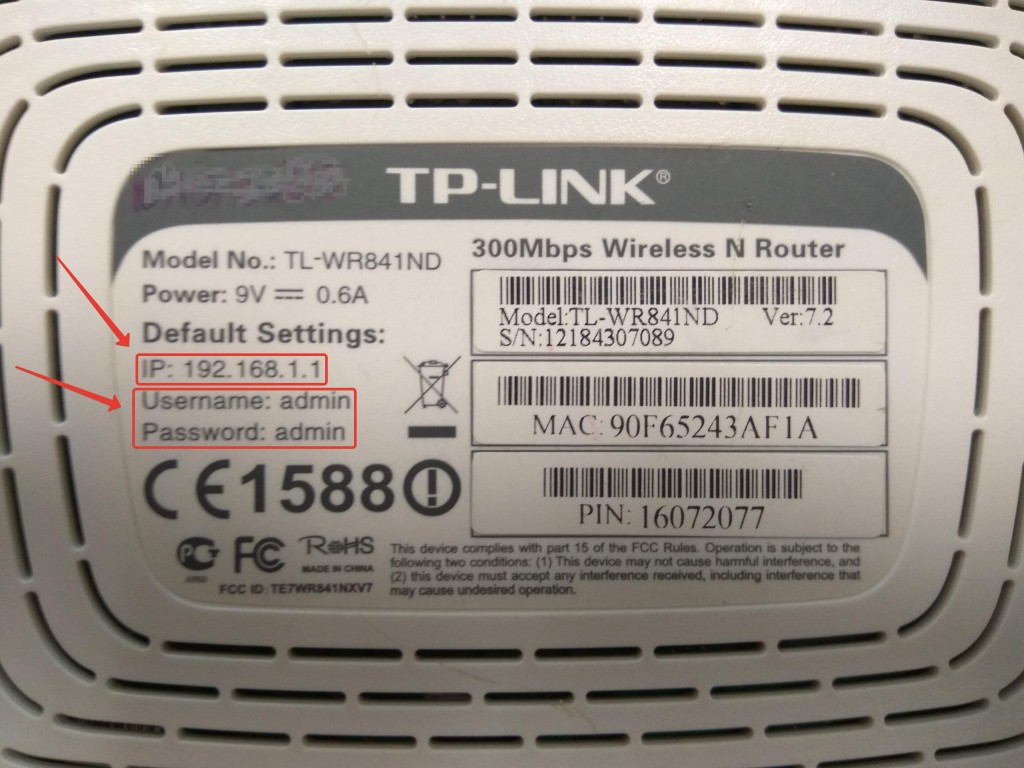 TP-LINK®
Model No.: TL-WR841ND
Power: 9V ⎓ 0.6A
Default Settings:
IP: 192.168.1.1
Username: admin
Password: admin
300Mbps Wireless N Router
Model:TL-WR841ND Ver:7.2
S/N:12184307089
MAC: 90F65243AF1A
PIN: 16072077
CE1588
FC RoHS
MADE IN CHINA
FCC ID: TE7WR841NXV7
This device complies with part 15 of the FCC Rules. Operation is subject to the
following two conditions: (1) This device may not cause harmful interference, and
(2) this device must accept any interference received, including interference that
may cause undesired operation.